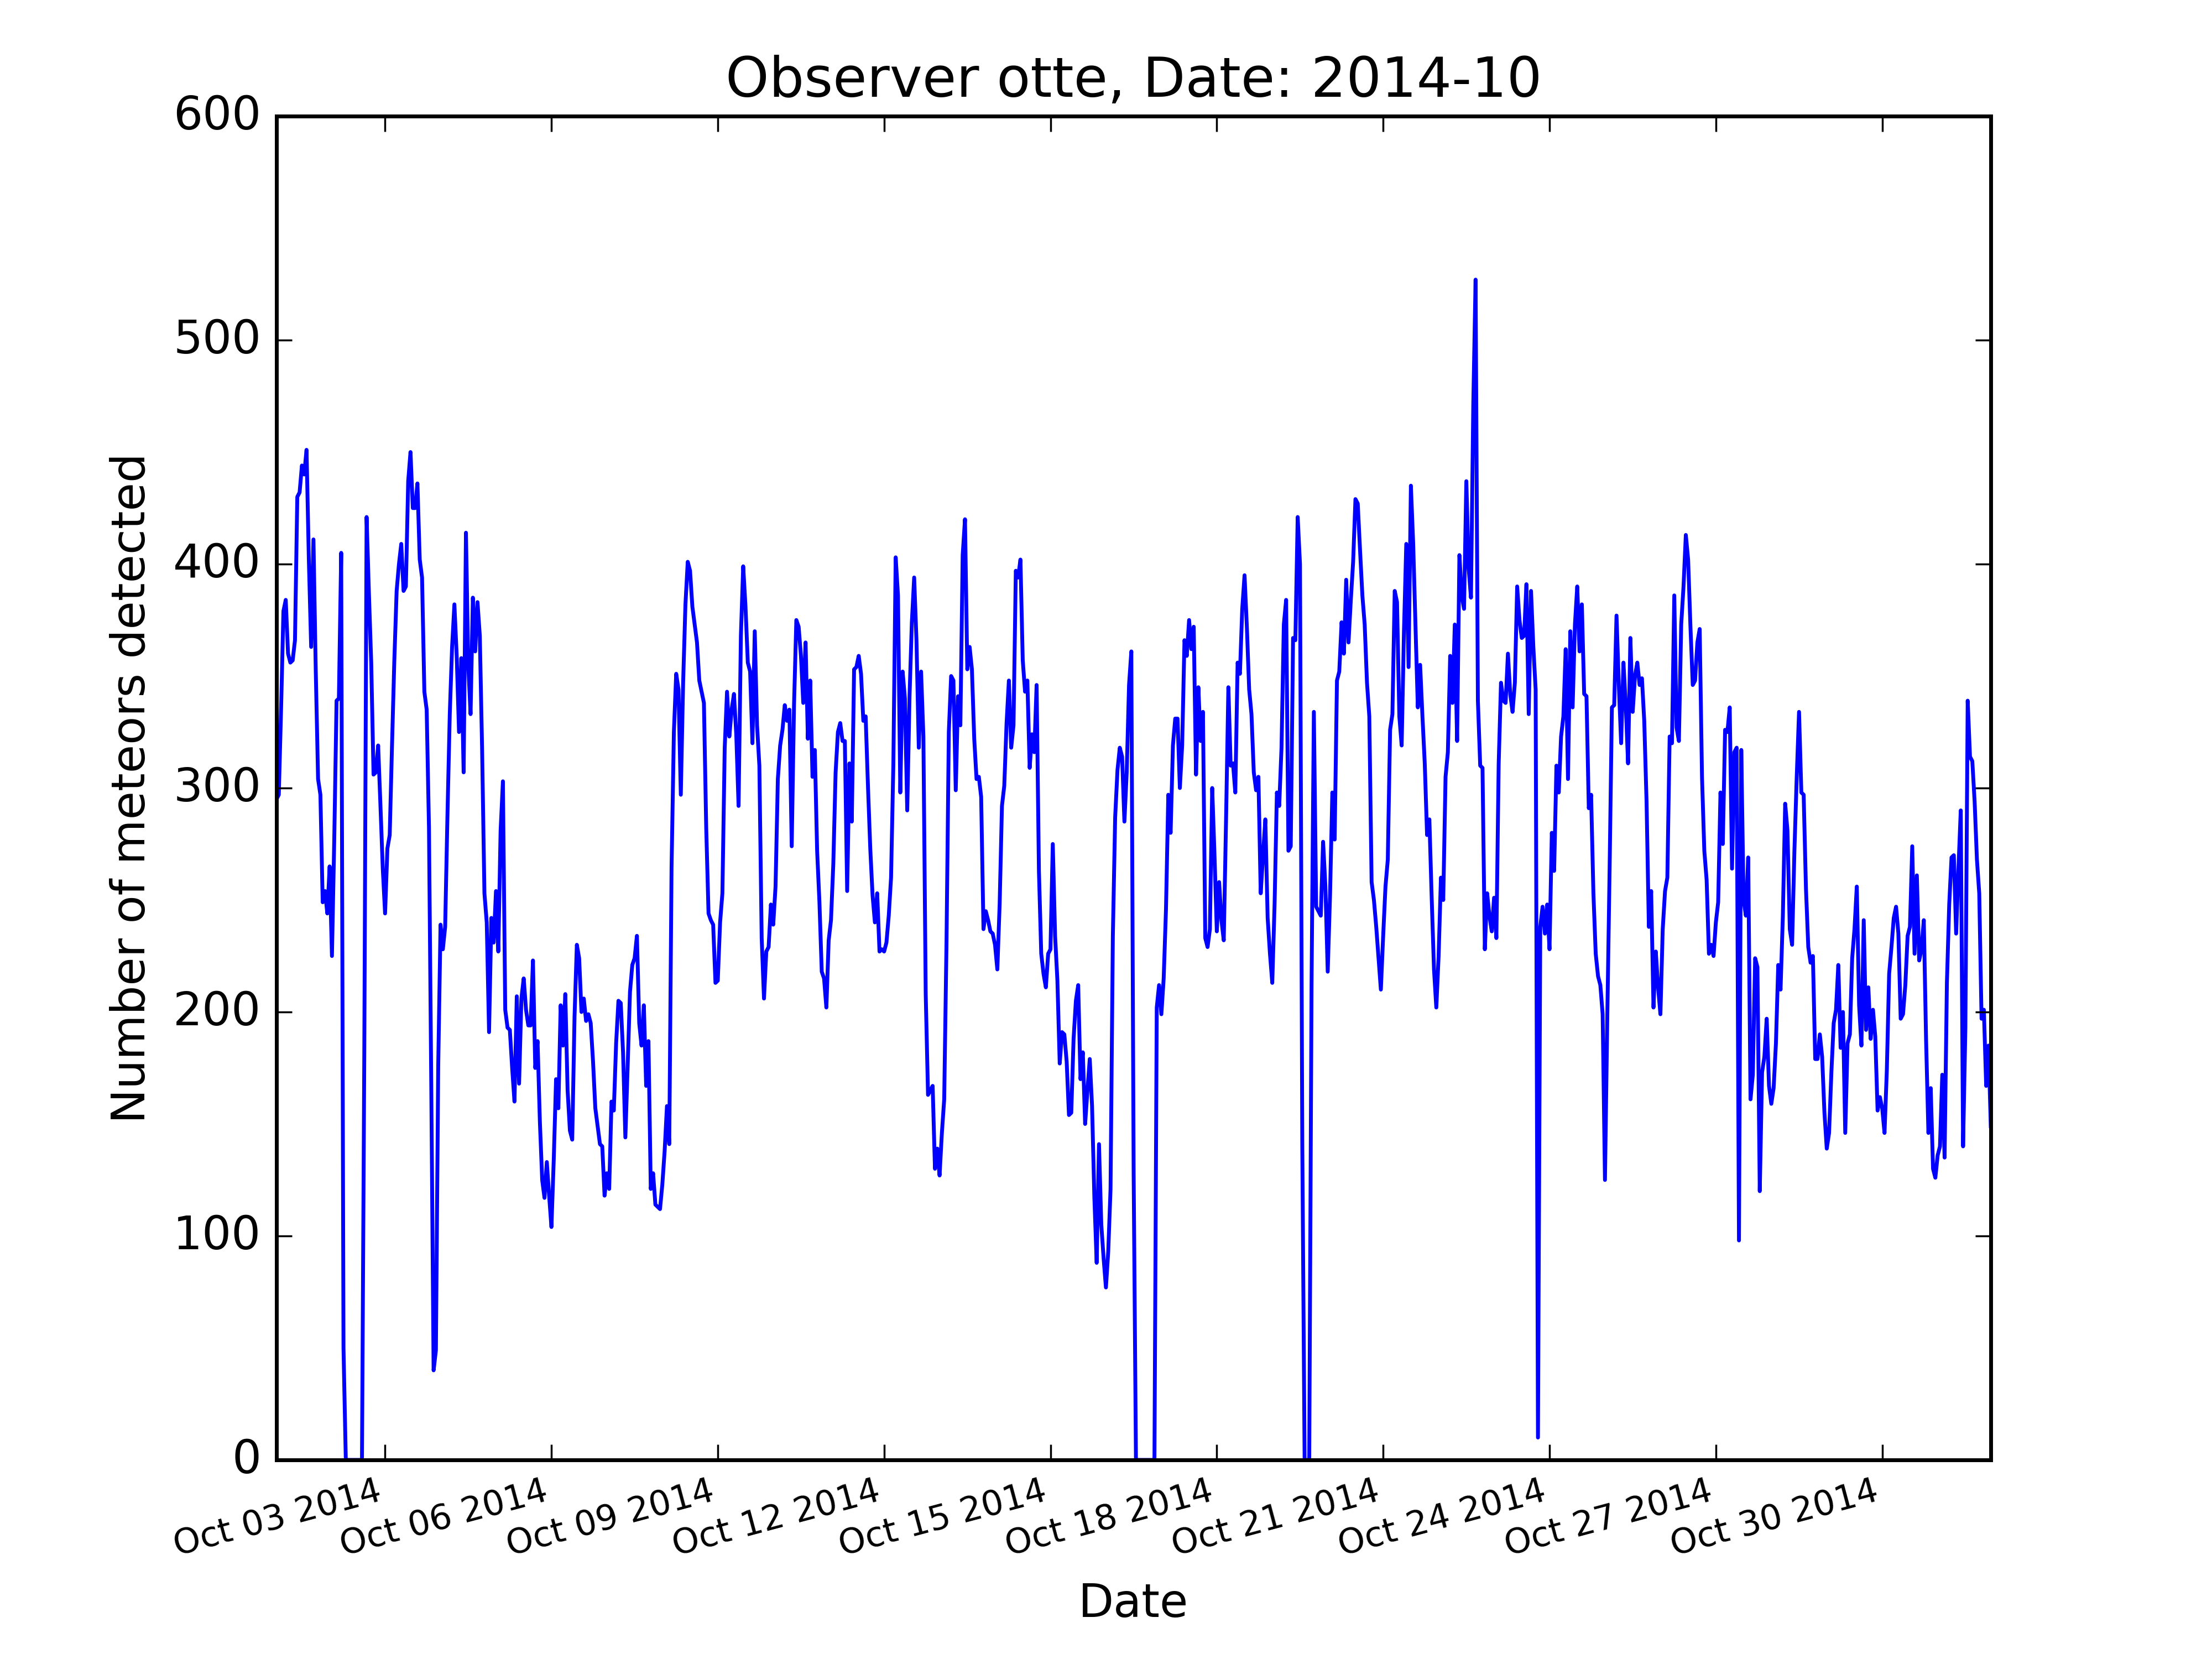 Observer otte, Date: 2014-10
600
500
400
300
200
100
0
Number of meteors detected
Oct 03 2014
Oct 06 2014
Oct 09 2014
Oct 12 2014
Oct 15 2014
Oct 18 2014
Oct 21 2014
Oct 24 2014
Oct 27 2014
Oct 30 2014
Date